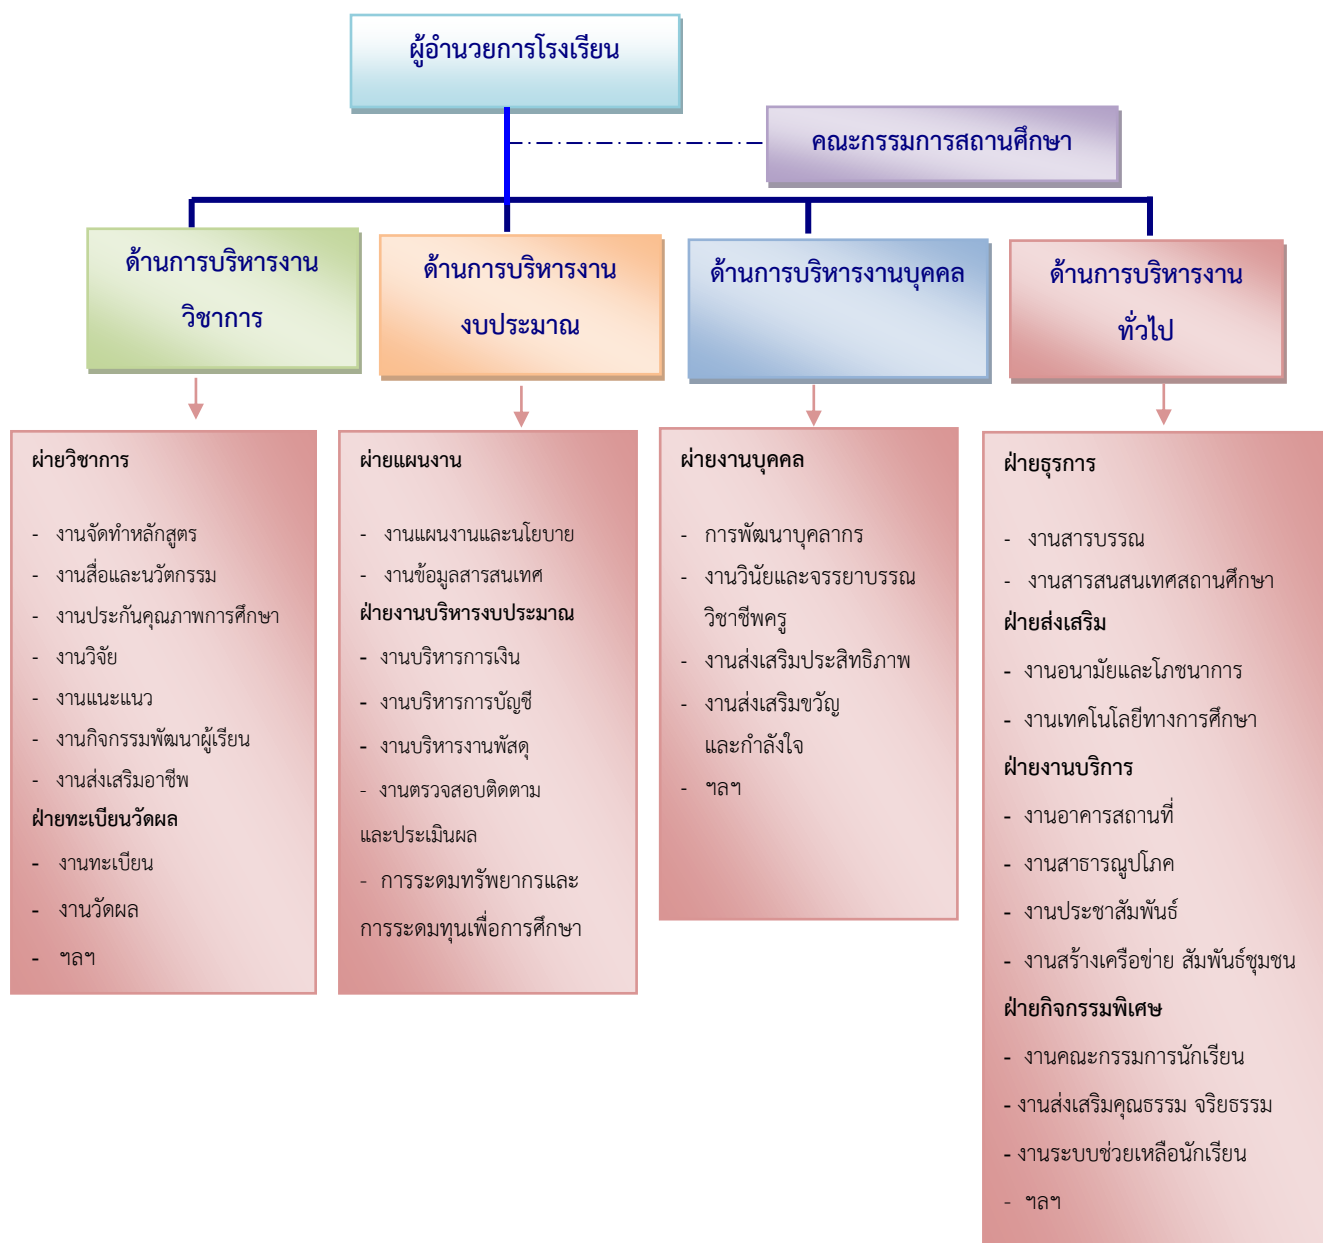 ผู้อำนวยการโรงเรียน
คณะกรรมการสถานศึกษา
ด้านการบริหารงาน
วิชาการ
ด้านการบริหารงาน
งบประมาณ
ด้านการบริหารงานบุคคล
ด้านการบริหารงาน
ทั่วไป
ผ่ายวิชาการ
- งานจัดทำหลักสูตร
- งานสื่อและนวัตกรรม
- งานประกันคุณภาพการศึกษา
- งานวิจัย
- งานแนะแนว
- งานกิจกรรมพัฒนาผู้เรียน
- งานส่งเสริมอาชีพ
ฝ่ายทะเบียนวัดผล
- งานทะเบียน
- งานวัดผล
- ฯลฯ
ผ่ายแผนงาน
- งานแผนงานและนโยบาย
- งานข้อมูลสารสนเทศ
ฝ่ายงานบริหารงบประมาณ
- งานบริหารการเงิน
- งานบริหารการบัญชี
- งานบริหารงานพัสดุ
- งานตรวจสอบติดตาม
และประเมินผล
- การระดมทรัพยากรและ
การระดมทุนเพื่อการศึกษา
ผ่ายงานบุคคล
- การพัฒนาบุคลากร
- งานวินัยและจรรยาบรรณ
วิชาชีพครู
- งานส่งเสริมประสิทธิภาพ
- งานส่งเสริมขวัญ
และกำลังใจ
- ฯลฯ
ฝ่ายธุรการ
- งานสารบรรณ
- งานสารสนสนเทศสถานศึกษา
ฝ่ายส่งเสริม
- งานอนามัยและโภชนาการ
- งานเทคโนโลยีทางการศึกษา
ฝ่ายงานบริการ
- งานอาคารสถานที่
- งานสาธารณูปโภค
- งานประชาสัมพันธ์
- งานสร้างเครือข่าย สัมพันธ์ชุมชน
ฝ่ายกิจกรรมพิเศษ
- งานคณะกรรมการนักเรียน
- งานส่งเสริมคุณธรรม จริยธรรม
- งานระบบช่วยเหลือนักเรียน
- ฯลฯ